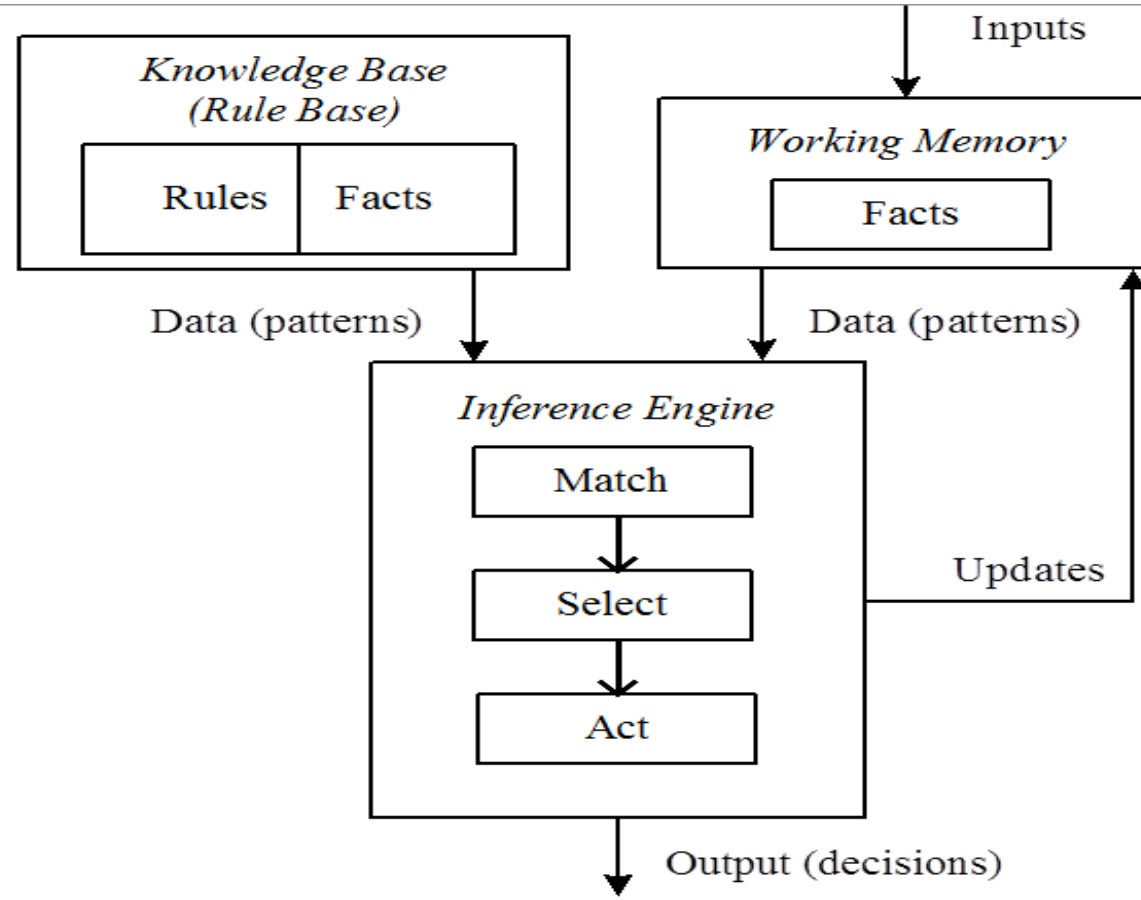 Inputs
Knowledge Base
(Rule Base)
Rules
Facts
Working Memory
Facts
Data (patterns)
Data (patterns)
Inference Engine
Match
Select
Act
Updates
Output (decisions)